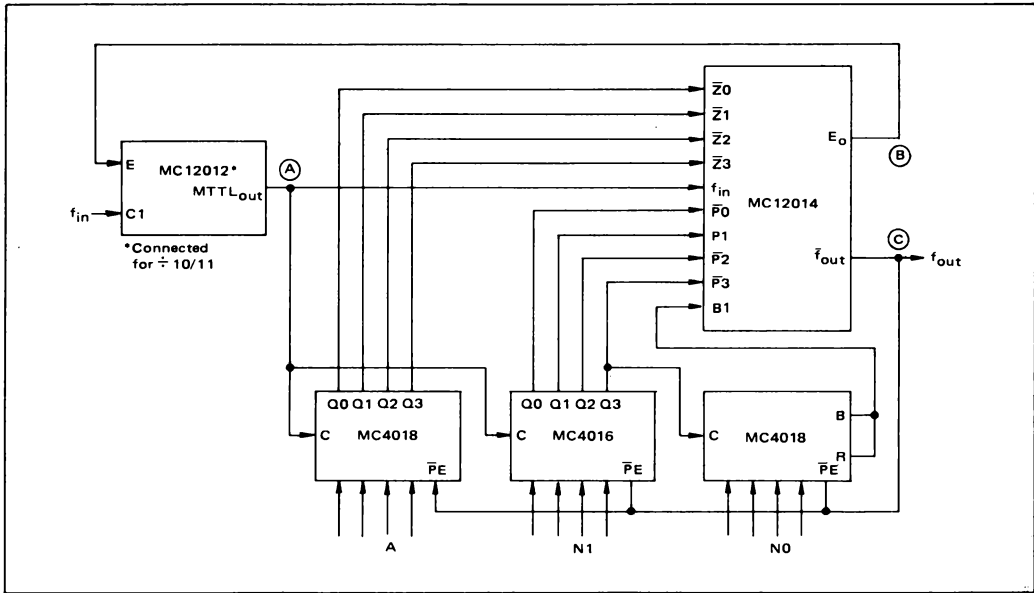 Z̅0
Z̅1
Z̅2
Z̅3
f_in
P̅0
P1
P̅2
P̅3
B1
MC12014
E_o
f̅_out
B
C
f_out
E
MC12012*
MTTL_out
A
f_in
C1
*Connected
for ÷ 10/11
Q0 Q1 Q2 Q3
C
MC4018
P̅E̅
A
Q0 Q1 Q2 Q3
C
MC4016
P̅E̅
N1
C
MC4018
B
R
P̅E̅
N0